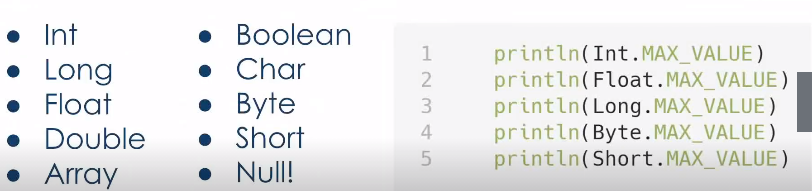 • Int
• Long
• Float
• Double
• Array
• Boolean
• Char
• Byte
• Short
• Null!
1 println(Int.MAX_VALUE)
2 println(Float.MAX_VALUE)
3 println(Long.MAX_VALUE)
4 println(Byte.MAX_VALUE)
5 println(Short.MAX_VALUE)